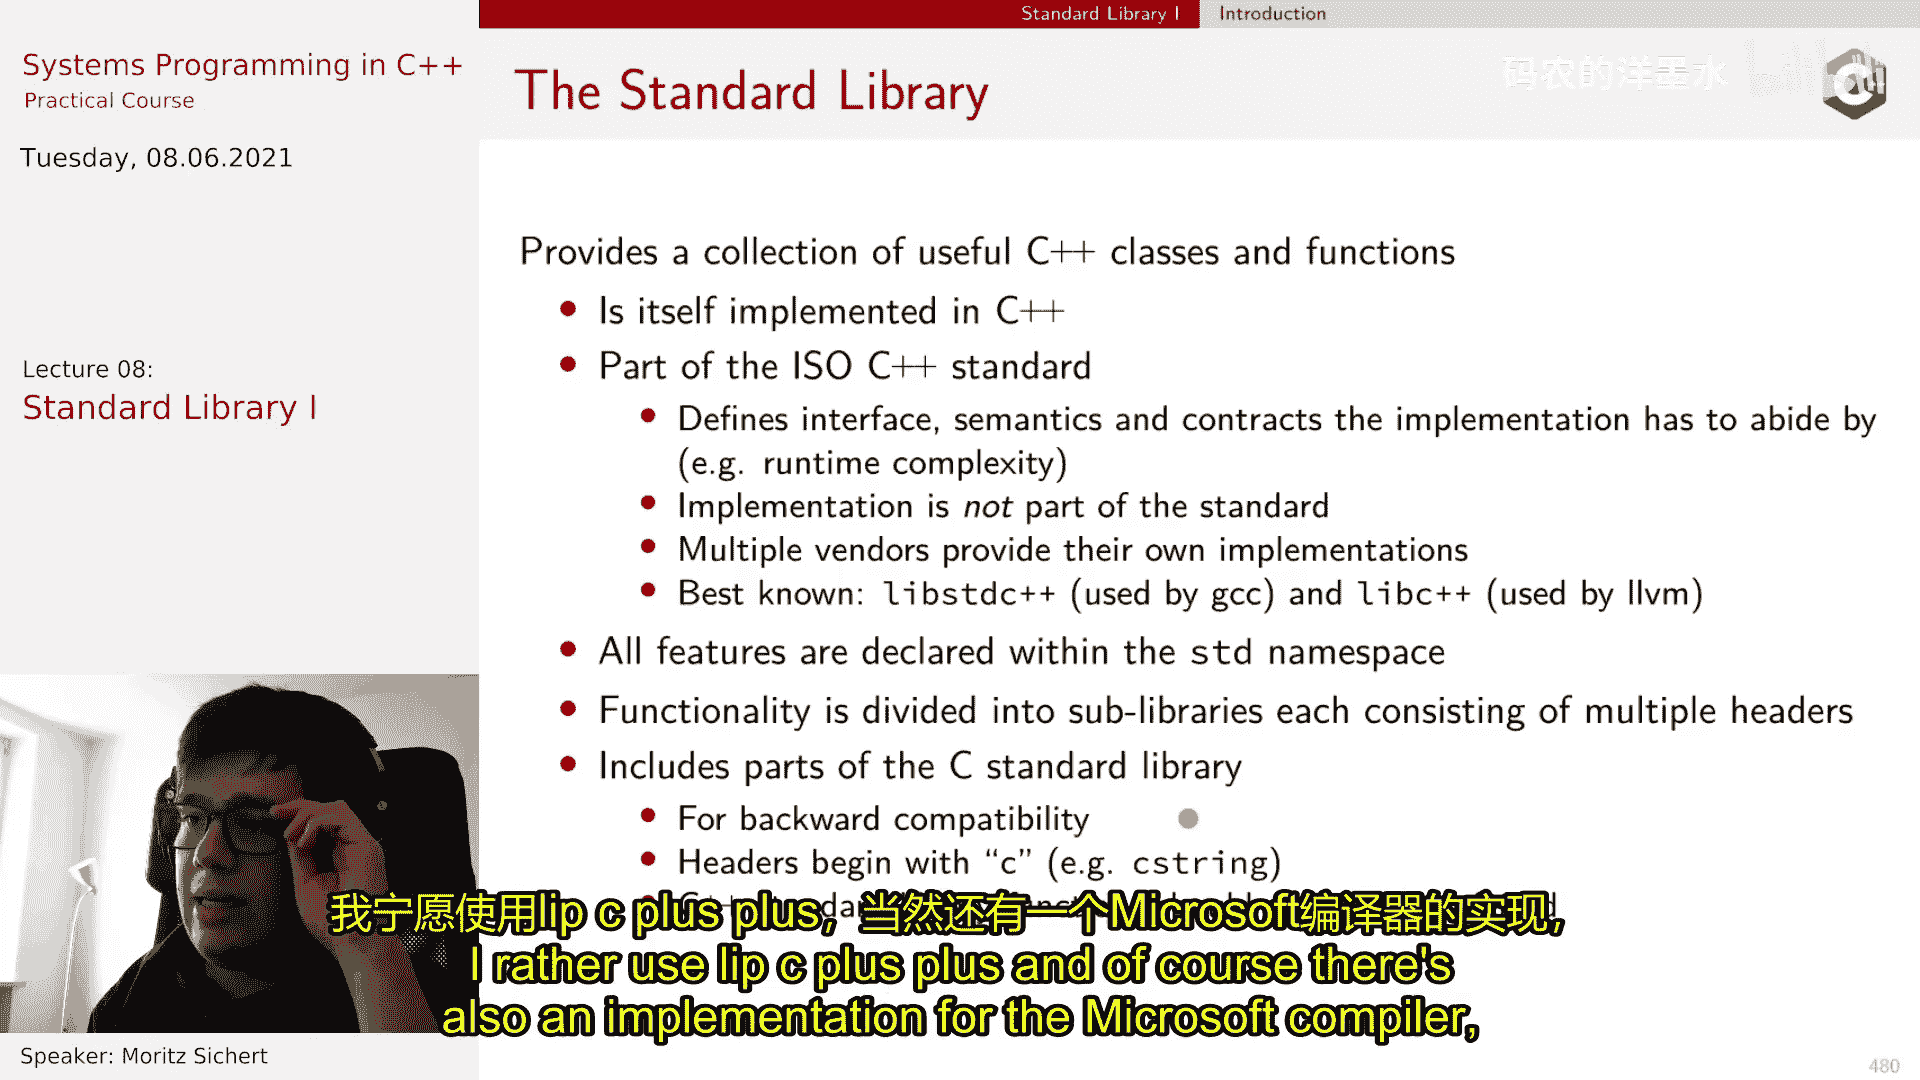 Standard Library I
Introduction
Systems Programming in C++
Practical Course
Tuesday, 08.06.2021
Lecture 08:
Standard Library I
The Standard Library
码农的洋墨水
Provides a collection of useful C++ classes and functions
Is itself implemented in C++
Part of the ISO C++ standard
Defines interface, semantics and contracts the implementation has to abide by
(e.g. runtime complexity)
Implementation is not part of the standard
Multiple vendors provide their own implementations
Best known: libstdc++ (used by gcc) and libc++ (used by llvm)
All features are declared within the std namespace
Functionality is divided into sub-libraries each consisting of multiple headers
Includes parts of the C standard library
For backward compatibility
Headers begin with “c” (e.g. cstring)
我宁愿使用lip c plus plus，当然还有一个Microsoft编译器的实现，
I rather use lip c plus plus and of course there's
also an implementation for the Microsoft compiler,
Speaker: Moritz Sichert
480